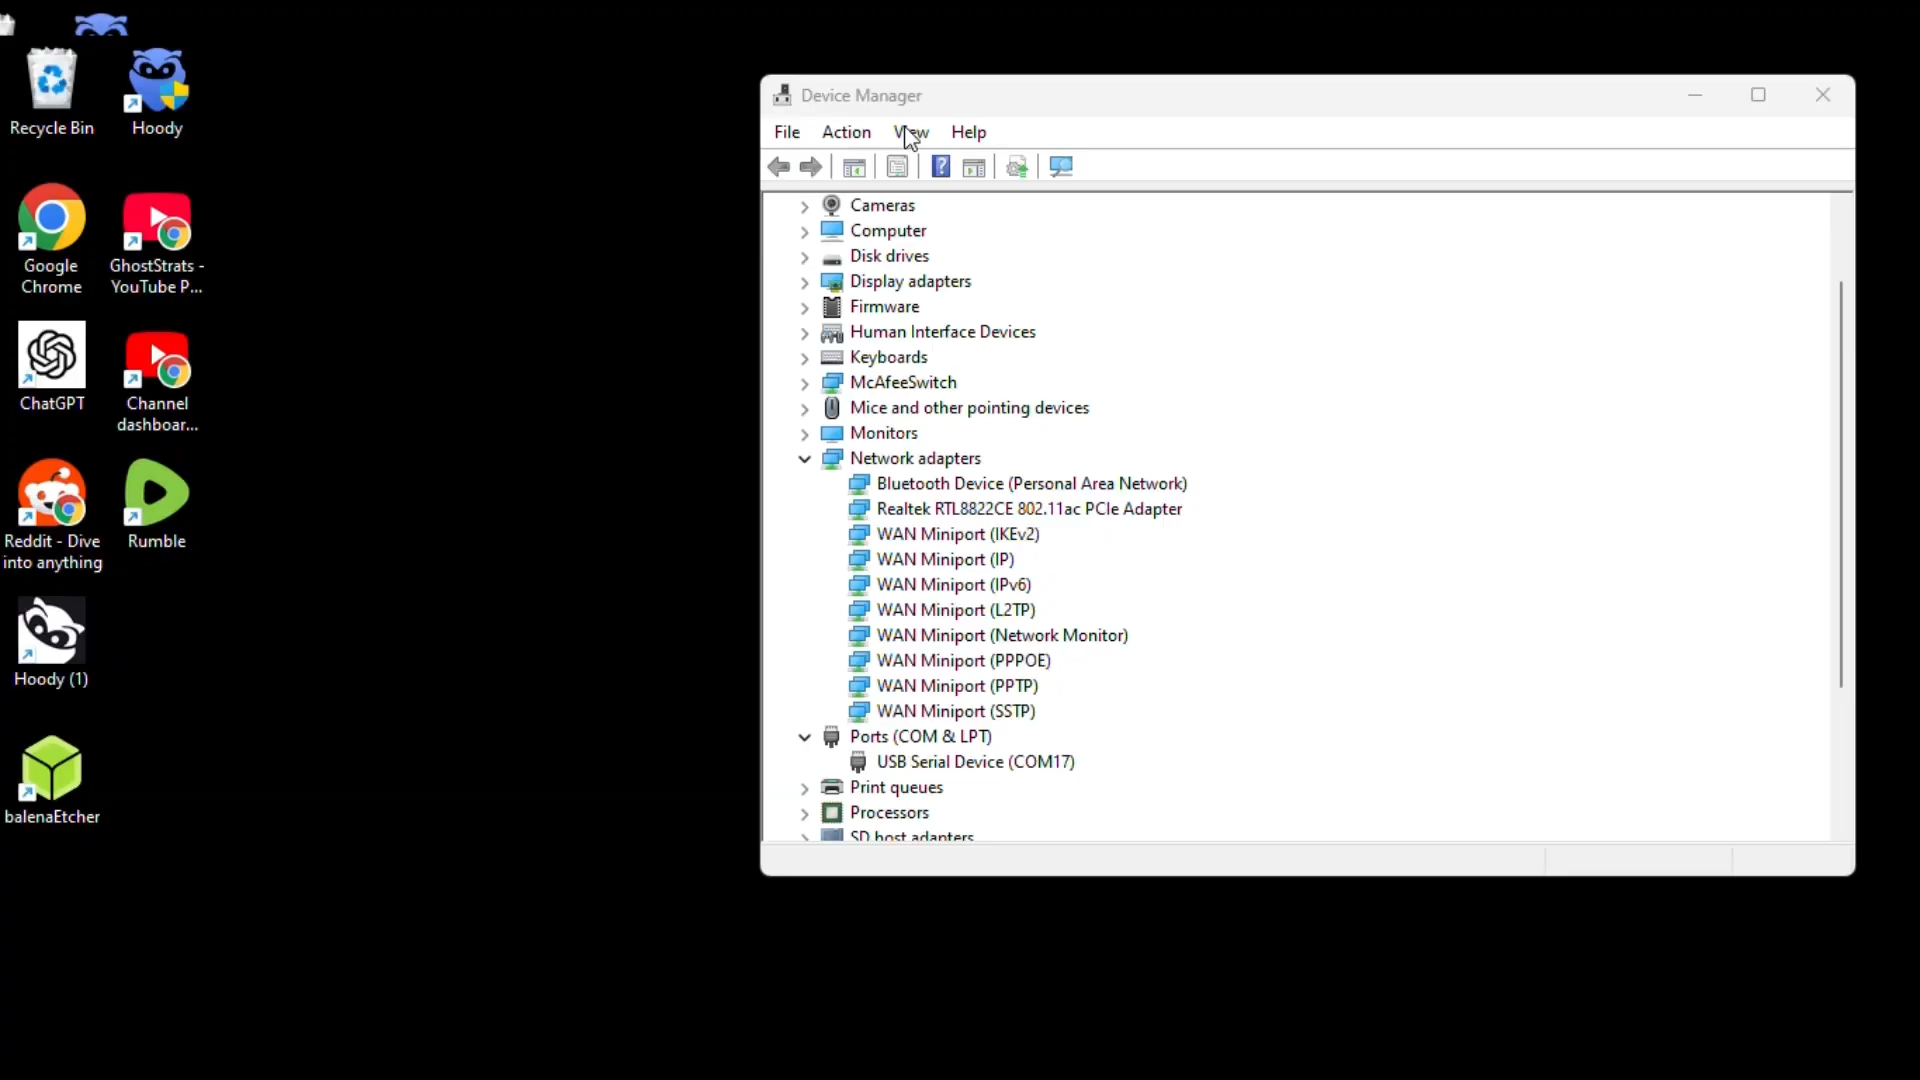 Recycle Bin
Hoody
Google
Chrome
GhostStrats -
YouTube P...
ChatGPT
Channel
dashboar...
Reddit - Dive
into anything
Rumble
Hoody (1)
balenaEtcher
Device Manager
File Action View Help
Cameras
Computer
Disk drives
Display adapters
Firmware
Human Interface Devices
Keyboards
McAfeeSwitch
Mice and other pointing devices
Monitors
Network adapters
Bluetooth Device (Personal Area Network)
Realtek RTL8822CE 802.11ac PCIe Adapter
WAN Miniport (IKEv2)
WAN Miniport (IP)
WAN Miniport (IPv6)
WAN Miniport (L2TP)
WAN Miniport (Network Monitor)
WAN Miniport (PPPOE)
WAN Miniport (PPTP)
WAN Miniport (SSTP)
Ports (COM & LPT)
USB Serial Device (COM17)
Print queues
Processors
SD host adapters